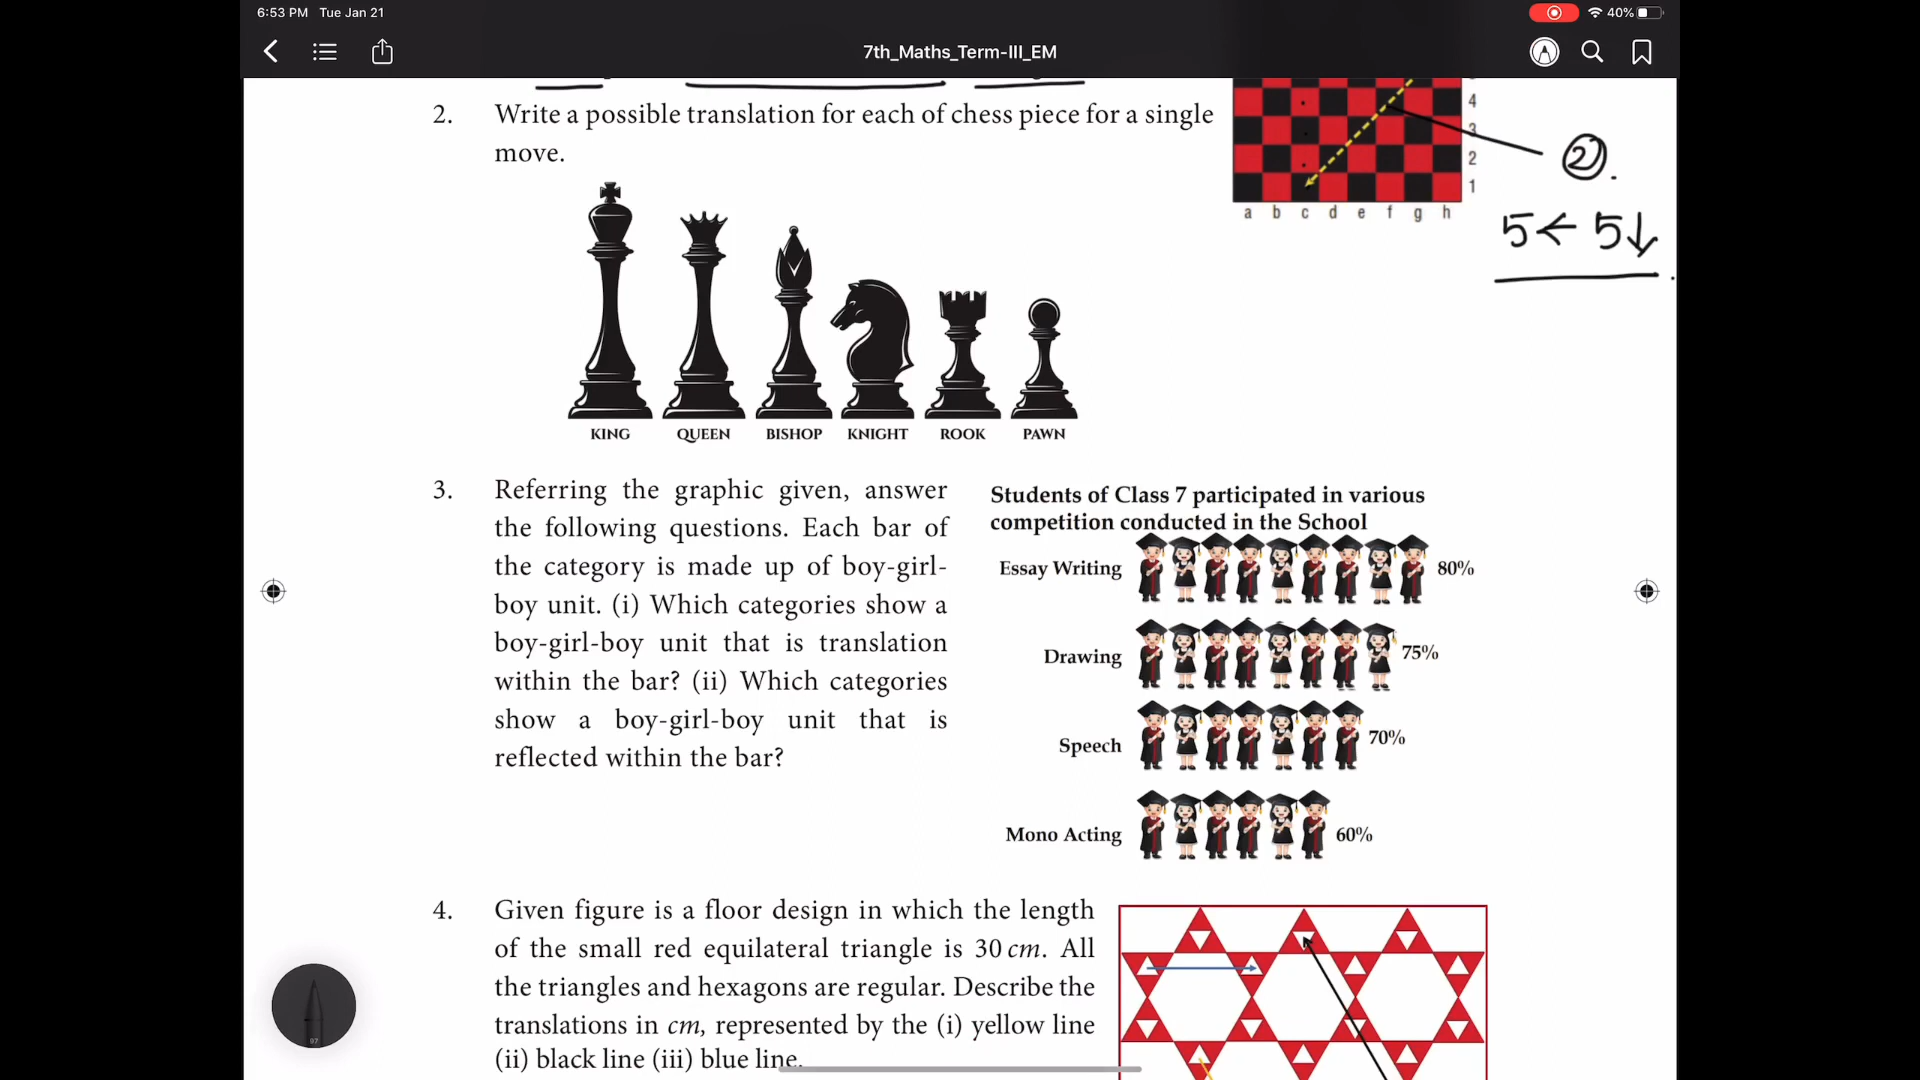 6:53 PM Tue Jan 21
40%
7th_Maths_Term-III_EM
2. Write a possible translation for each of chess piece for a single
move.
4
3
2
1
a b c d e f g h
2
5← 5↓
KING QUEEN BISHOP KNIGHT ROOK PAWN
3. Referring the graphic given, answer
the following questions. Each bar of
the category is made up of boy-girl-
boy unit. (i) Which categories show a
boy-girl-boy unit that is translation
within the bar? (ii) Which categories
show a boy-girl-boy unit that is
reflected within the bar?
Students of Class 7 participated in various
competition conducted in the School
Essay Writing 80%
Drawing 75%
Speech 70%
Mono Acting 60%
4. Given figure is a floor design in which the length
of the small red equilateral triangle is 30 cm. All
the triangles and hexagons are regular. Describe the
translations in cm, represented by the (i) yellow line
(ii) black line (iii) blue line.
97